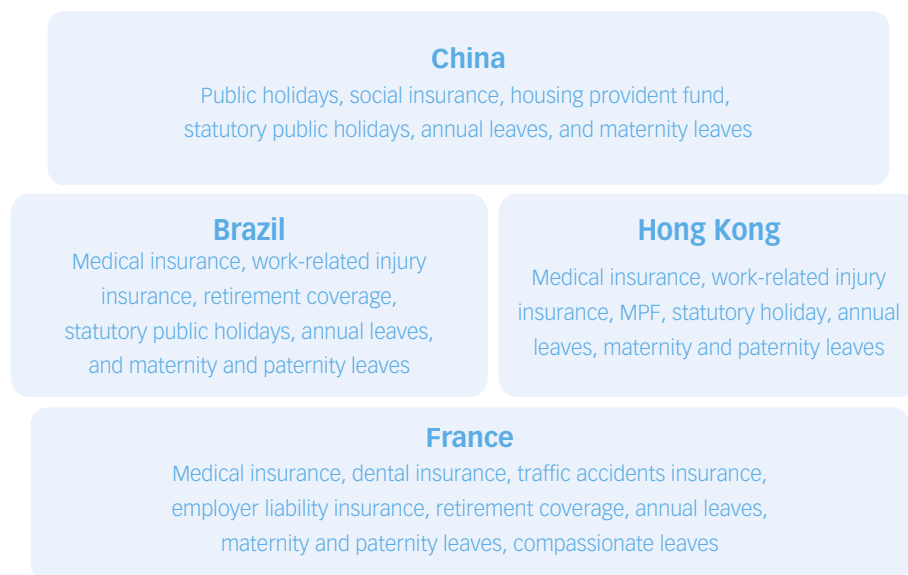 China
Public holidays, social insurance, housing provident fund,
statutory public holidays, annual leaves, and maternity leaves
Brazil
Medical insurance, work-related injury
insurance, retirement coverage,
statutory public holidays, annual leaves,
and maternity and paternity leaves
Hong Kong
Medical insurance, work-related injury
insurance, MPF, statutory holiday, annual
leaves, maternity and paternity leaves
France
Medical insurance, dental insurance, traffic accidents insurance,
employer liability insurance, retirement coverage, annual leaves,
maternity and paternity leaves, compassionate leaves